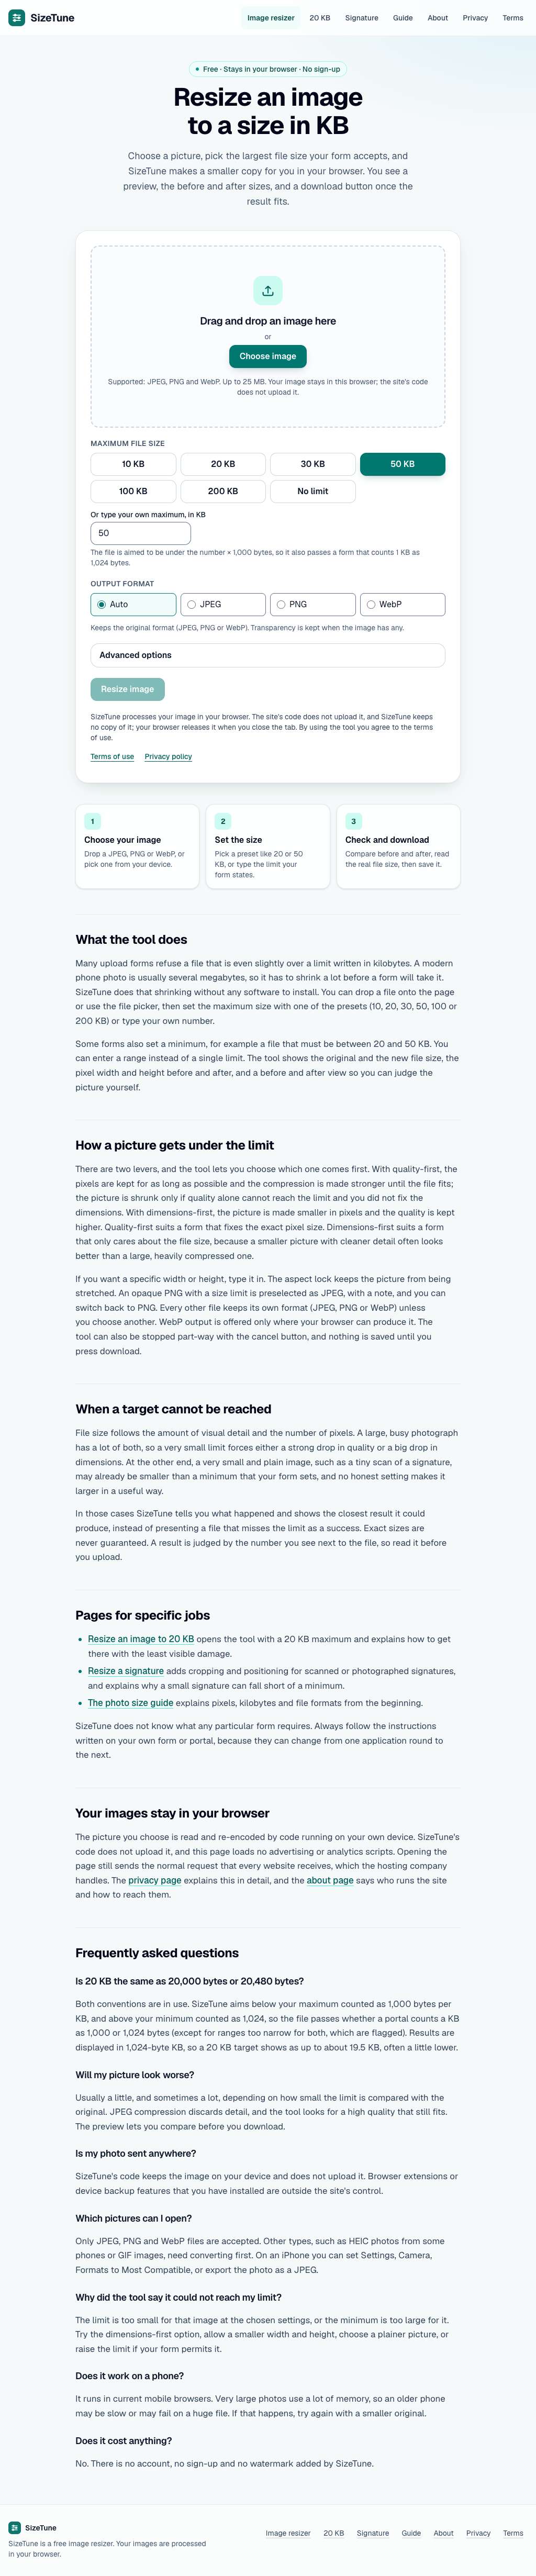 SizeTune
Image resizer
20 KB
Signature
Guide
About
Privacy
Terms
Free · Stays in your browser · No sign-up
Resize an image
to a size in KB
Choose a picture, pick the largest file size your form accepts, and
SizeTune makes a smaller copy for you in your browser. You see a
preview, the before and after sizes, and a download button once the
result fits.
Drag and drop an image here
or
Choose image
Supported: JPEG, PNG and WebP. Up to 25 MB. Your image stays in this browser; the site's code
does not upload it.
MAXIMUM FILE SIZE
10 KB
20 KB
30 KB
50 KB
100 KB
200 KB
No limit
Or type your own maximum, in KB
50
The file is aimed to be under the number × 1,000 bytes, so it also passes a form that counts 1 KB as
1,024 bytes.
OUTPUT FORMAT
Auto
JPEG
PNG
WebP
Keeps the original format (JPEG, PNG or WebP). Transparency is kept when the image has any.
Advanced options
Resize image
SizeTune processes your image in your browser. The site's code does not upload it, and SizeTune keeps
no copy of it; your browser releases it when you close the tab. By using the tool you agree to the terms
of use.
Terms of use
Privacy policy
1
Choose your image
Drop a JPEG, PNG or WebP, or
pick one from your device.
2
Set the size
Pick a preset like 20 or 50
KB, or type the limit your
form states.
3
Check and download
Compare before and after, read
the real file size, then save it.
What the tool does
Many upload forms refuse a file that is even slightly over a limit written in kilobytes. A modern
phone photo is usually several megabytes, so it has to shrink a lot before a form will take it.
SizeTune does that shrinking without any software to install. You can drop a file onto the page
or use the file picker, then set the maximum size with one of the presets (10, 20, 30, 50, 100 or
200 KB) or type your own number.
Some forms also set a minimum, for example a file that must be between 20 and 50 KB. You
can enter a range instead of a single limit. The tool shows the original and the new file size, the
pixel width and height before and after, and a before and after view so you can judge the
picture yourself.
How a picture gets under the limit
There are two levers, and the tool lets you choose which one comes first. With quality-first, the
pixels are kept for as long as possible and the compression is made stronger until the file fits;
the picture is shrunk only if quality alone cannot reach the limit and you did not fix the
dimensions. With dimensions-first, the picture is made smaller in pixels and the quality is kept
higher. Quality-first suits a form that fixes the exact pixel size. Dimensions-first suits a form
that only cares about the file size, because a smaller picture with cleaner detail often looks
better than a large, heavily compressed one.
If you want a specific width or height, type it in. The aspect lock keeps the picture from being
stretched. An opaque PNG with a size limit is preselected as JPEG, with a note, and you can
switch back to PNG. Every other file keeps its own format (JPEG, PNG or WebP) unless
you choose another. WebP output is offered only where your browser can produce it. The
tool can also be stopped part-way with the cancel button, and nothing is saved until you
press download.
When a target cannot be reached
File size follows the amount of visual detail and the number of pixels. A large, busy photograph
has a lot of both, so a very small limit forces either a strong drop in quality or a big drop in
dimensions. At the other end, a very small and plain image, such as a tiny scan of a signature,
may already be smaller than a minimum that your form sets, and no honest setting makes it
larger in a useful way.
In those cases SizeTune tells you what happened and shows the closest result it could
produce, instead of presenting a file that misses the limit as a success. Exact sizes are
never guaranteed. A result is judged by the number you see next to the file, so read it before
you upload.
Pages for specific jobs
Resize an image to 20 KB opens the tool with a 20 KB maximum and explains how to get
there with the least visible damage.
Resize a signature adds cropping and positioning for scanned or photographed signatures,
and explains why a small signature can fall short of a minimum.
The photo size guide explains pixels, kilobytes and file formats from the beginning.
SizeTune does not know what any particular form requires. Always follow the instructions
written on your own form or portal, because they can change from one application round to
the next.
Your images stay in your browser
The picture you choose is read and re-encoded by code running on your own device. SizeTune's
code does not upload it, and this page loads no advertising or analytics scripts. Opening the
page still sends the normal request that every website receives, which the hosting company
handles. The privacy page explains this in detail, and the about page says who runs the site
and how to reach them.
Frequently asked questions
Is 20 KB the same as 20,000 bytes or 20,480 bytes?
Both conventions are in use. SizeTune aims below your maximum counted as 1,000 bytes per
KB, and above your minimum counted as 1,024, so the file passes whether a portal counts a KB
as 1,000 or 1,024 bytes (except for ranges too narrow for both, which are flagged). Results are
displayed in 1,024-byte KB, so a 20 KB target shows as up to about 19.5 KB, often a little lower.
Will my picture look worse?
Usually a little, and sometimes a lot, depending on how small the limit is compared with the
original. JPEG compression discards detail, and the tool looks for a high quality that still fits.
The preview lets you compare before you download.
Is my photo sent anywhere?
SizeTune's code keeps the image on your device and does not upload it. Browser extensions or
device backup features that you have installed are outside the site's control.
Which pictures can I open?
Only JPEG, PNG and WebP files are accepted. Other types, such as HEIC photos from some
phones or GIF images, need converting first. On an iPhone you can set Settings, Camera,
Formats to Most Compatible, or export the photo as a JPEG.
Why did the tool say it could not reach my limit?
The limit is too small for that image at the chosen settings, or the minimum is too large for it.
Try the dimensions-first option, allow a smaller width and height, choose a plainer picture, or
raise the limit if your form permits it.
Does it work on a phone?
It runs in current mobile browsers. Very large photos use a lot of memory, so an older phone
may be slow or may fail on a huge file. If that happens, try again with a smaller original.
Does it cost anything?
No. There is no account, no sign-up and no watermark added by SizeTune.
SizeTune
SizeTune is a free image resizer. Your images are processed
in your browser.
Image resizer
20 KB
Signature
Guide
About
Privacy
Terms